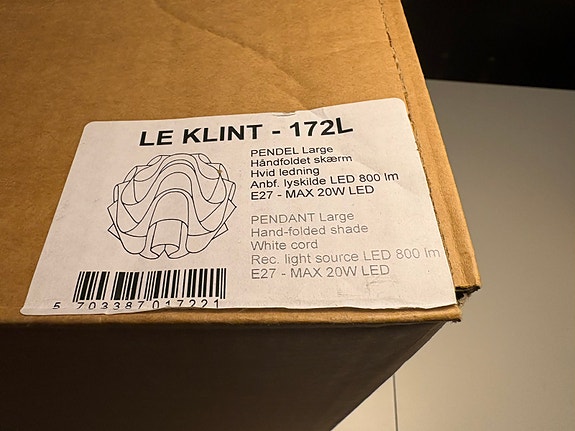 LE KLINT - 172L
PENDEL Large
Håndfoldet skærm
Hvid ledning
Anbf. lyskilde LED 800 lm
E27 - MAX 20W LED
PENDANT Large
Hand-folded shade
White cord
Rec. light source LED 800 lm
E27 - MAX 20W LED
5 703387 017221